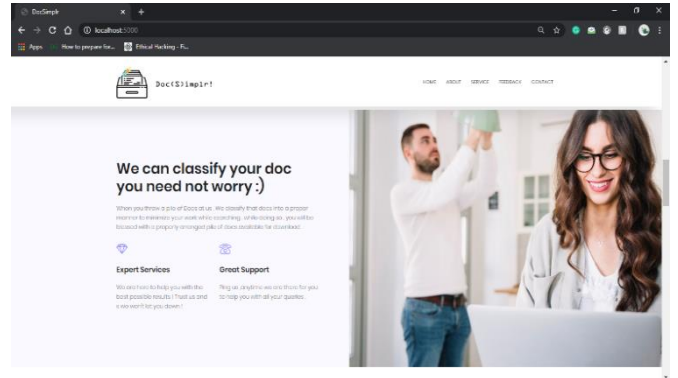 DocSimplr
localhost:5000
Apps
How to prepare for...
Ethical Hacking - Fi...
Doc(S)implr!
HOME ABOUT SERVICE FEEDBACK CONTACT
We can classify your doc
you need not worry :)
When you throw a pile of Docs at us. We classify that docs into a proper
manner to minimize your work while searching. while doing so, you will be
focused with a properly arranged pile of docs available for download.
Expert Services
We are here to help you with the
best possible results ! Trust us and
we won't let you down !
Great Support
Ping us anytime we are there for you
to help you with all your queries.